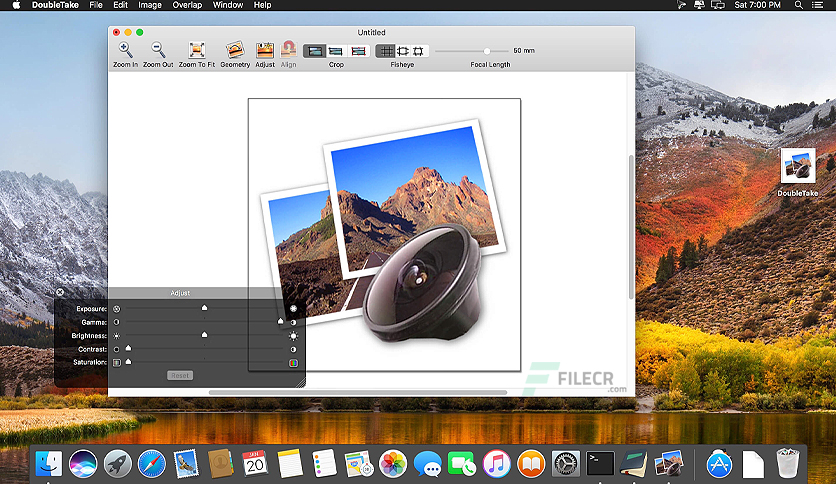 DoubleTake File Edit Image Overlap Window Help Sat 7:00 PM
Untitled
50 mm
Zoom In Zoom Out Zoom To Fit Geometry Adjust Align Crop Fisheye Focal Length
DoubleTake
Adjust
Exposure:
Gamma:
Brightness:
Contrast:
Saturation:
Reset
FILECR
.com
JAN
20